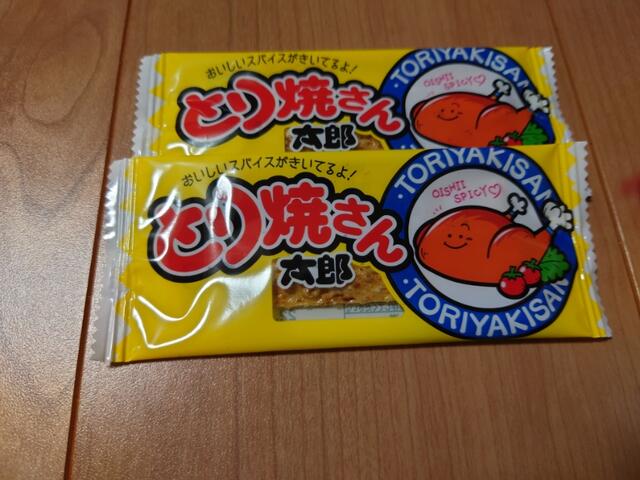 おいしいスパイスがきいてるよ!
とり焼さん
太郎
TORIYAKISAN
OISHII
SPICY♡
おいしいスパイスがきいてるよ!
とり焼さん
太郎
・TORIYAKISAN
OISHII
SPICY♡
・TORIYAKISAN